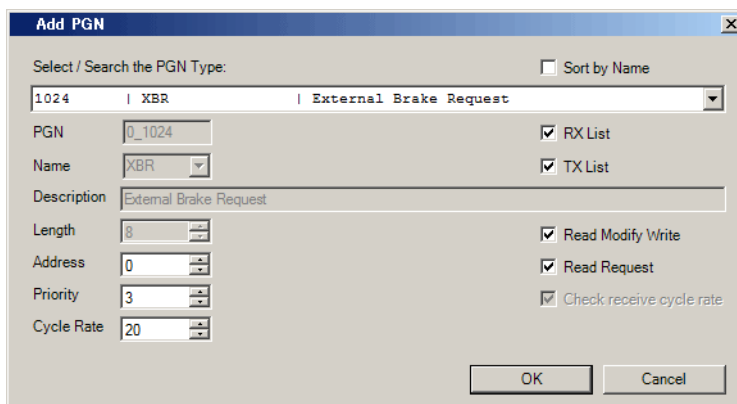 Add PGN
Select / Search the PGN Type:
Sort by Name
1024 | XBR | External Brake Request
PGN 0_1024
RX List
Name XBR
TX List
Description External Brake Request
Length 8
Read Modify Write
Address 0
Read Request
Priority 3
Check receive cycle rate
Cycle Rate 20
OK Cancel